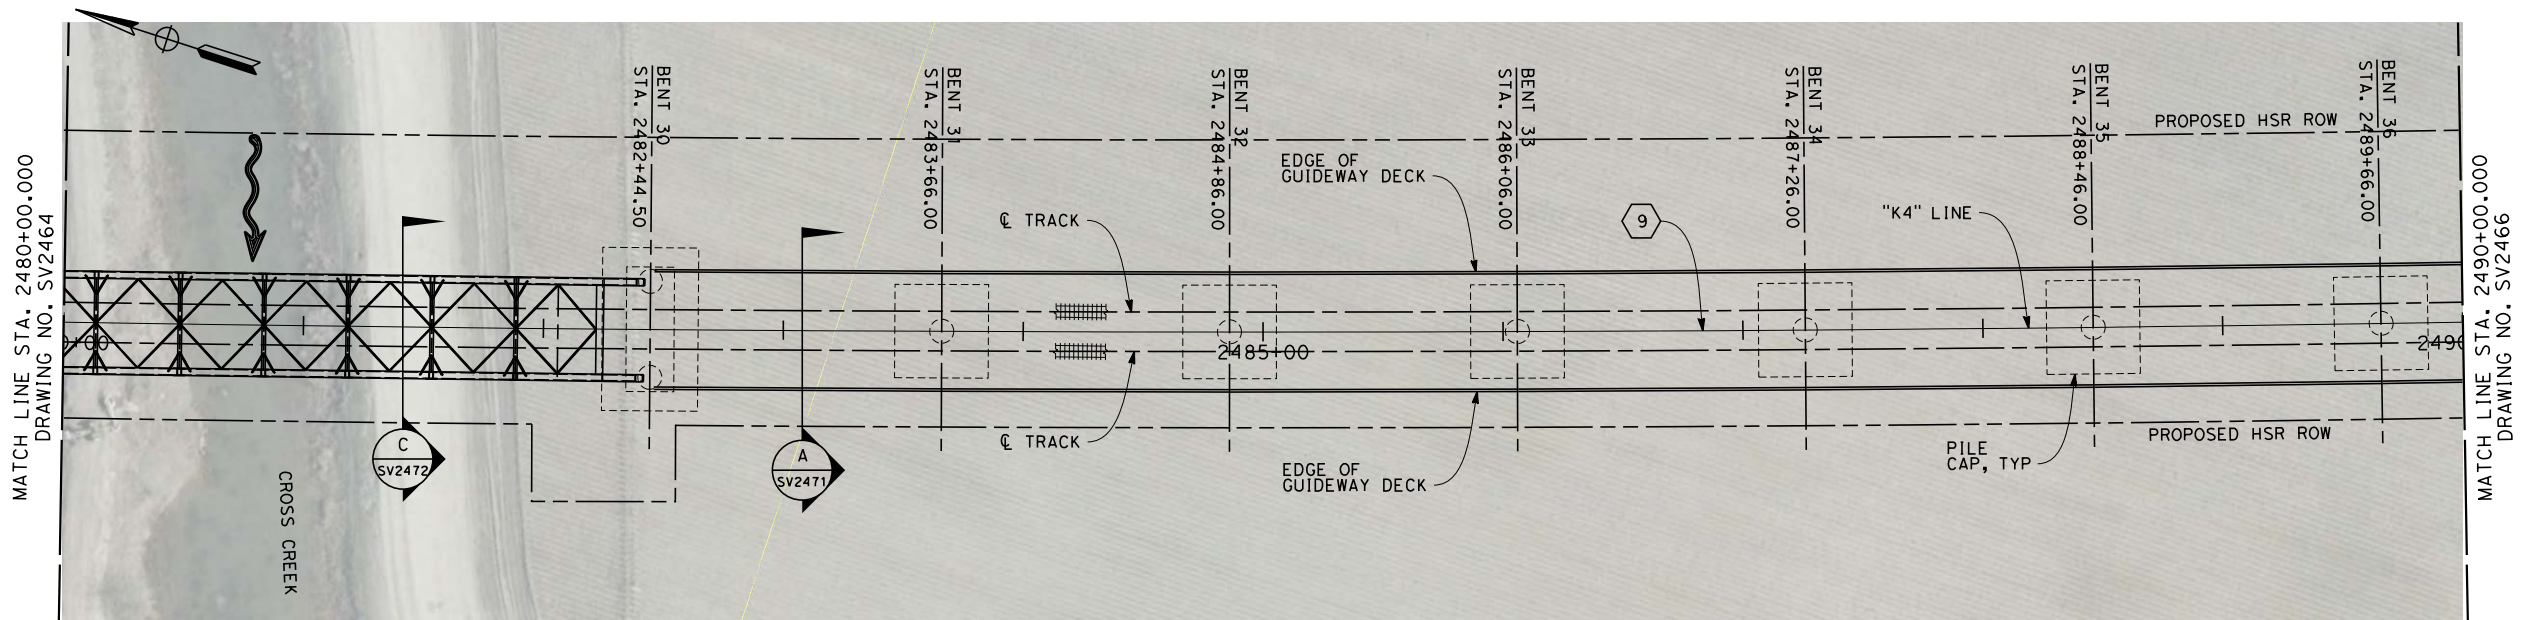 MATCH LINE STA. 2480+00.000
DRAWING NO. SV2464
BENT 30
STA. 2482+44.50
BENT 31
STA. 2483+66.00
BENT 32
STA. 2484+86.00
BENT 33
STA. 2486+06.00
BENT 34
STA. 2487+26.00
BENT 35
STA. 2488+46.00
BENT 36
STA. 2489+66.00
PROPOSED HSR ROW
EDGE OF
GUIDEWAY DECK
℄ TRACK
9
"K4" LINE
0+00
2485+00
2490
℄ TRACK
EDGE OF
GUIDEWAY DECK
PILE
CAP, TYP
PROPOSED HSR ROW
C
SV2472
A
SV2471
CROSS CREEK
MATCH LINE STA. 2490+00.000
DRAWING NO. SV2466